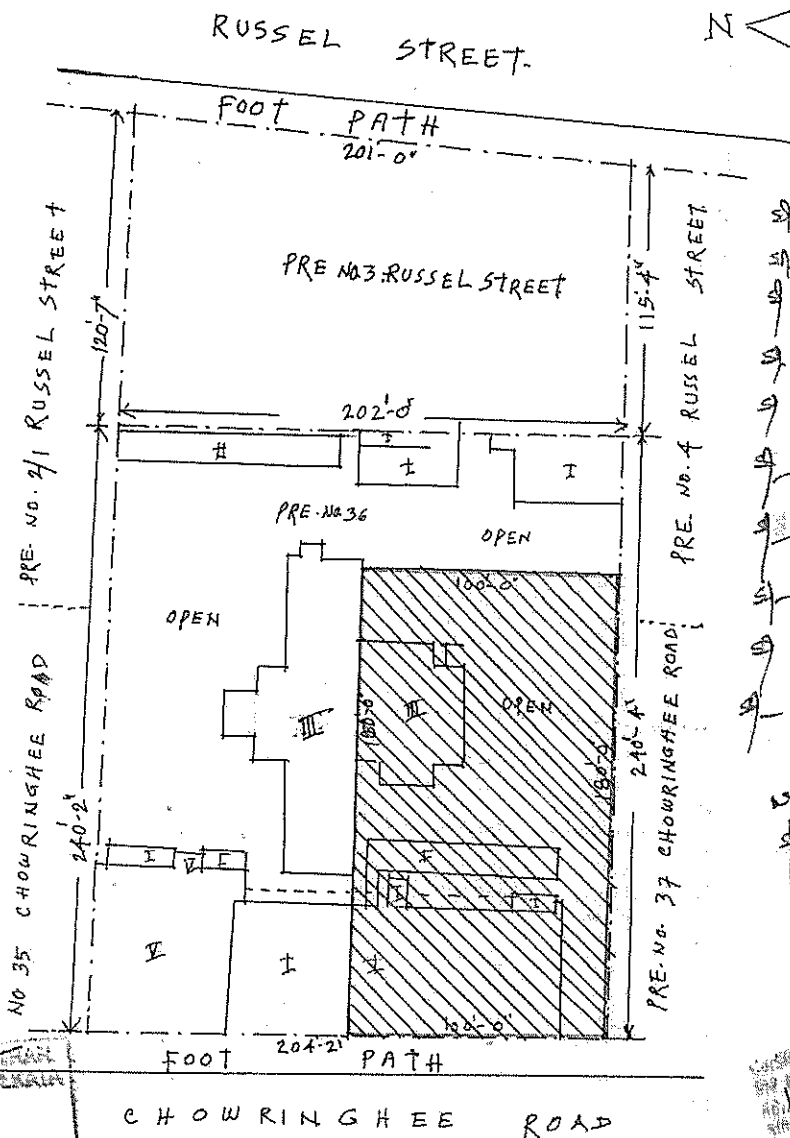 RUSSEL STREET.
N
FOOT PATH
201'-0"
PRE NO.3.RUSSEL STREET
PRE. NO. 2/1 RUSSEL STREET
120'-7"
115'-4"
PRE. NO. 4 RUSSEL STREET
202'-0"
II
I
I
I
PRE.NO.36
OPEN
100'-0"
OPEN
III
180'-0"
III
OPEN
180'-0"
240'-4"
240'-2"
NO 35 CHOWRINGHEE ROAD
PRE.NO. 37 CHOWRINGHEE ROAD
I
V
I
I
I
I
V
I
I
100'-0"
204'-2"
FOOT PATH
CHOWRINGHEE ROAD